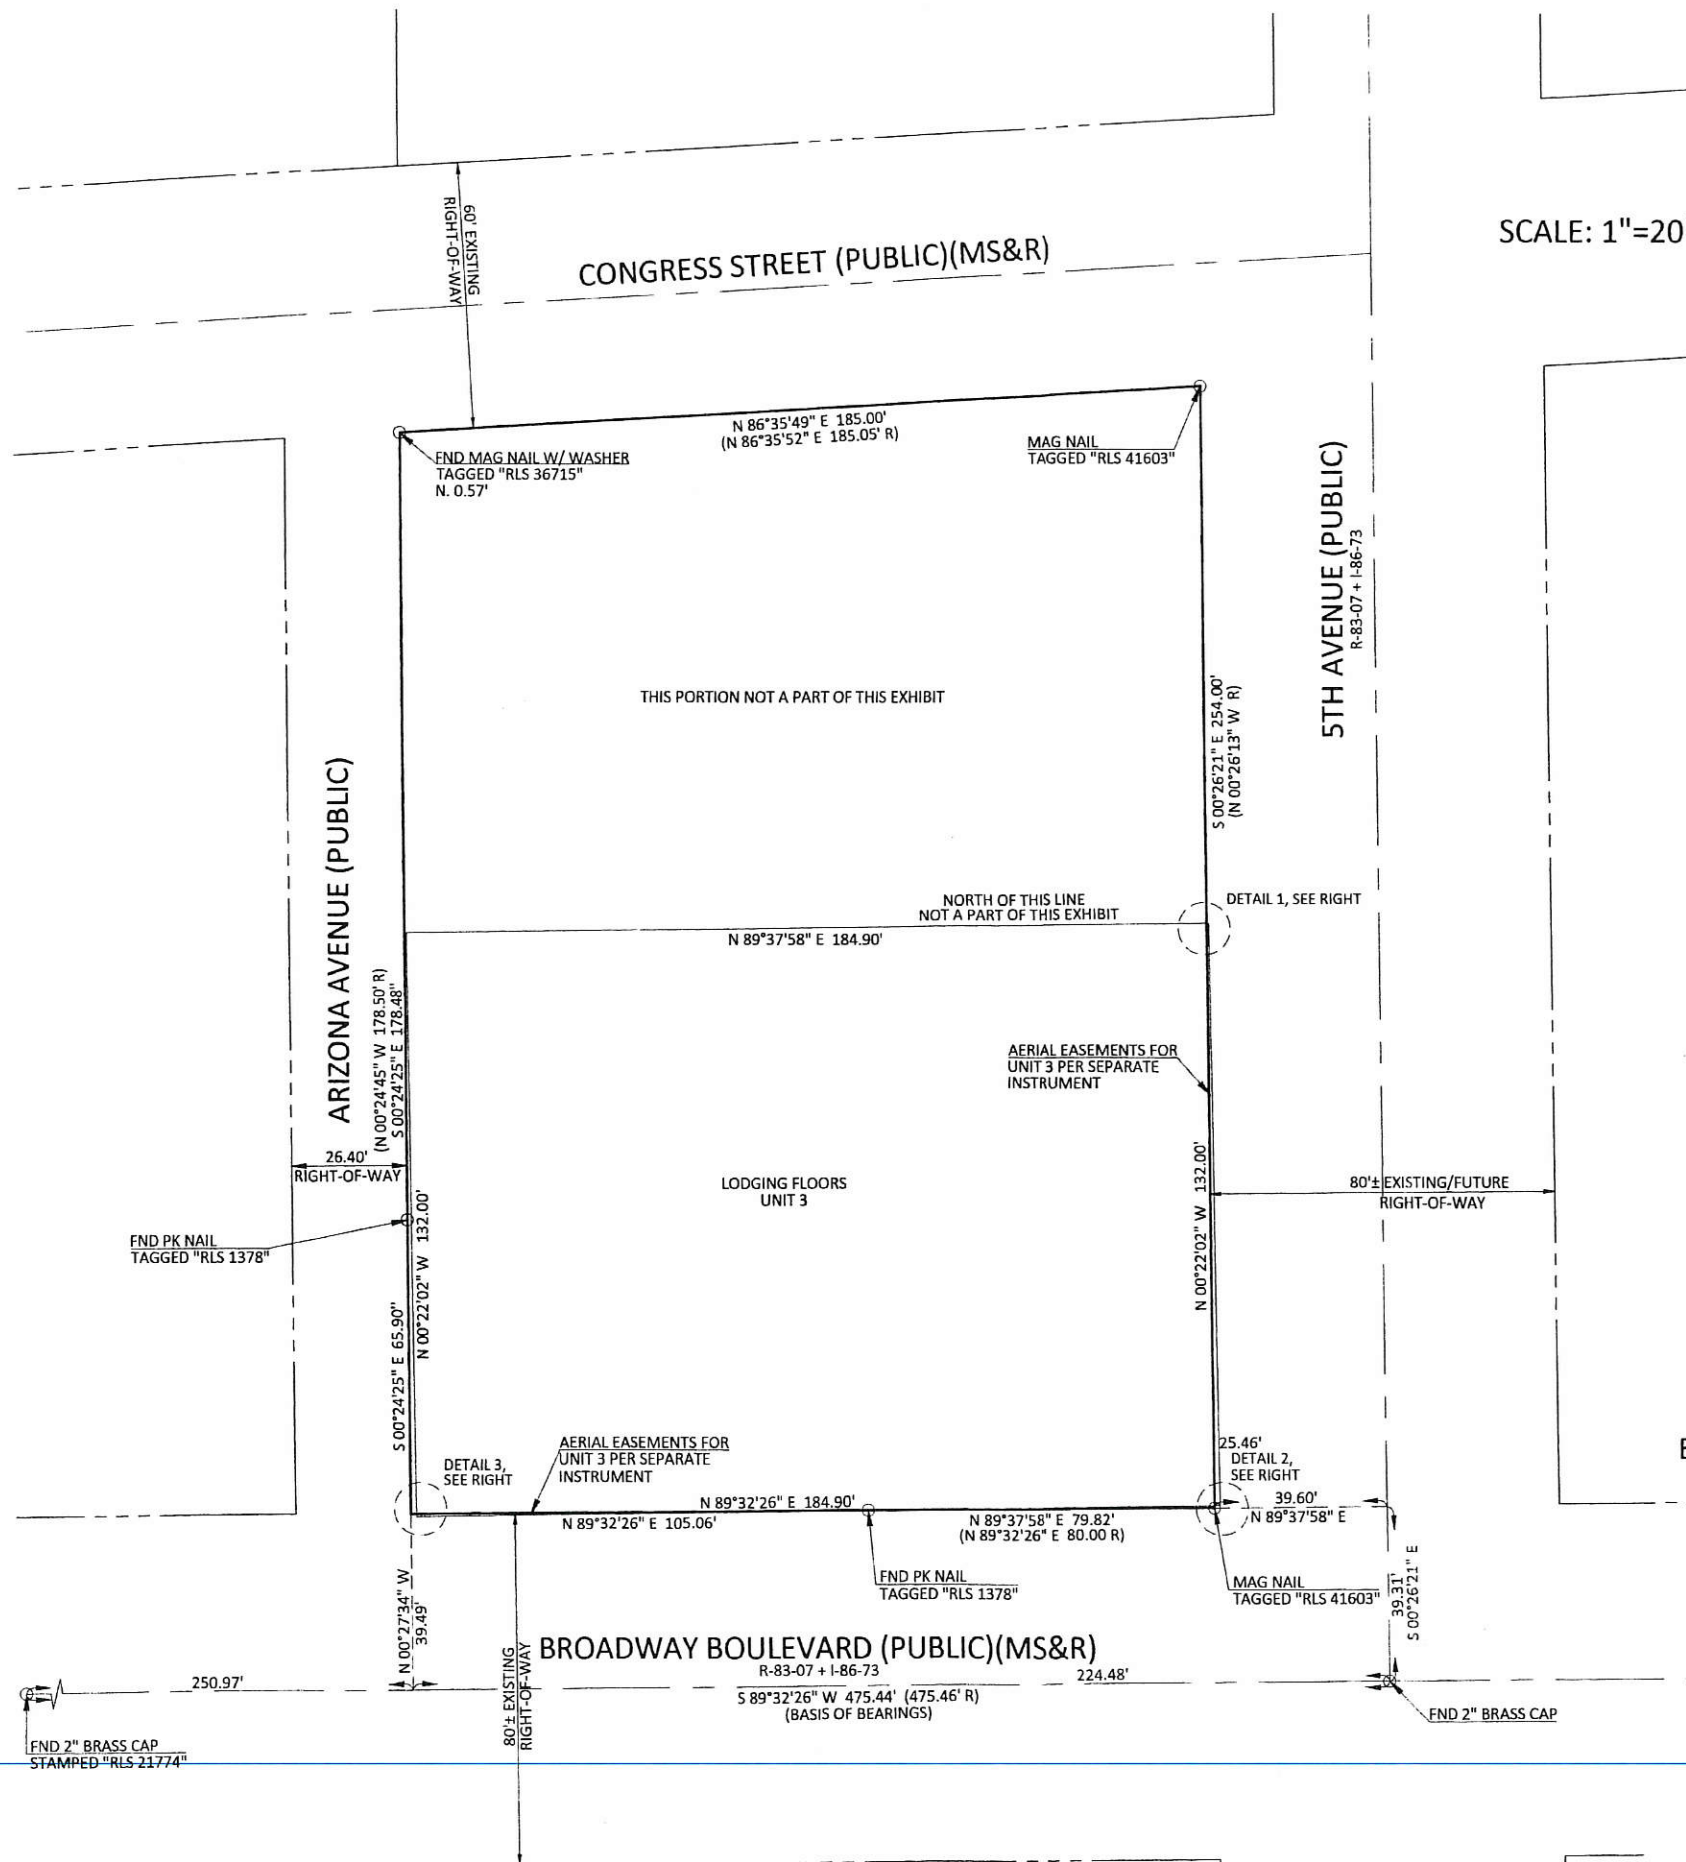 60' EXISTING
RIGHT-OF-WAY
CONGRESS STREET (PUBLIC)(MS&R)
SCALE: 1"=20
N 86°35'49" E 185.00'
(N 86°35'52" E 185.05' R)
FND MAG NAIL W/ WASHER
TAGGED "RLS 36715"
N. 0.57'
MAG NAIL
TAGGED "RLS 41603"
5TH AVENUE (PUBLIC)
R-83-07 + I-86-73
THIS PORTION NOT A PART OF THIS EXHIBIT
S 00°26'21" E 254.00'
(N 00°26'13" W R)
ARIZONA AVENUE (PUBLIC)
NORTH OF THIS LINE
NOT A PART OF THIS EXHIBIT
DETAIL 1, SEE RIGHT
N 89°37'58" E 184.90'
(N 00°24'45" W 178.50' R)
S 00°24'25" E 178.48"
AERIAL EASEMENTS FOR
UNIT 3 PER SEPARATE
INSTRUMENT
26.40'
RIGHT-OF-WAY
LODGING FLOORS
UNIT 3
N 00°22'02" W 132.00'
80'± EXISTING/FUTURE
RIGHT-OF-WAY
FND PK NAIL
TAGGED "RLS 1378"
N 00°22'02" W 132.00'
S 00°24'25" E 65.90"
DETAIL 3,
SEE RIGHT
AERIAL EASEMENTS FOR
UNIT 3 PER SEPARATE
INSTRUMENT
25.46'
DETAIL 2,
SEE RIGHT
E
N 89°32'26" E 184.90'
N 89°32'26" E 105.06'
N 89°37'58" E 79.82'
(N 89°32'26" E 80.00 R)
39.60'
N 89°37'58" E
FND PK NAIL
TAGGED "RLS 1378"
MAG NAIL
TAGGED "RLS 41603"
39.31'
S 00°26'21" E
N 00°27'34" W
39.49'
BROADWAY BOULEVARD (PUBLIC)(MS&R)
R-83-07 + I-86-73
250.97'
224.48'
S 89°32'26" W 475.44' (475.46' R)
(BASIS OF BEARINGS)
80'± EXISTING
RIGHT-OF-WAY
FND 2" BRASS CAP
FND 2" BRASS CAP
STAMPED "RLS 21774"